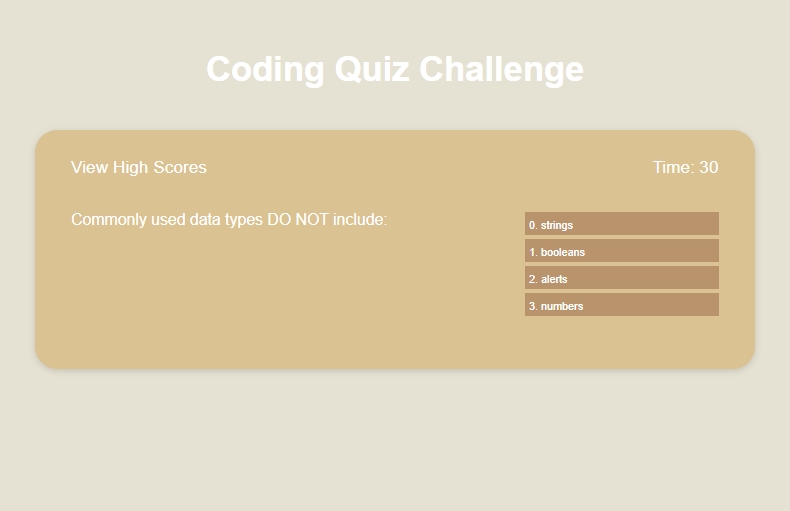 Coding Quiz Challenge
View High Scores
Time: 30
Commonly used data types DO NOT include:
0. strings
1. booleans
2. alerts
3. numbers